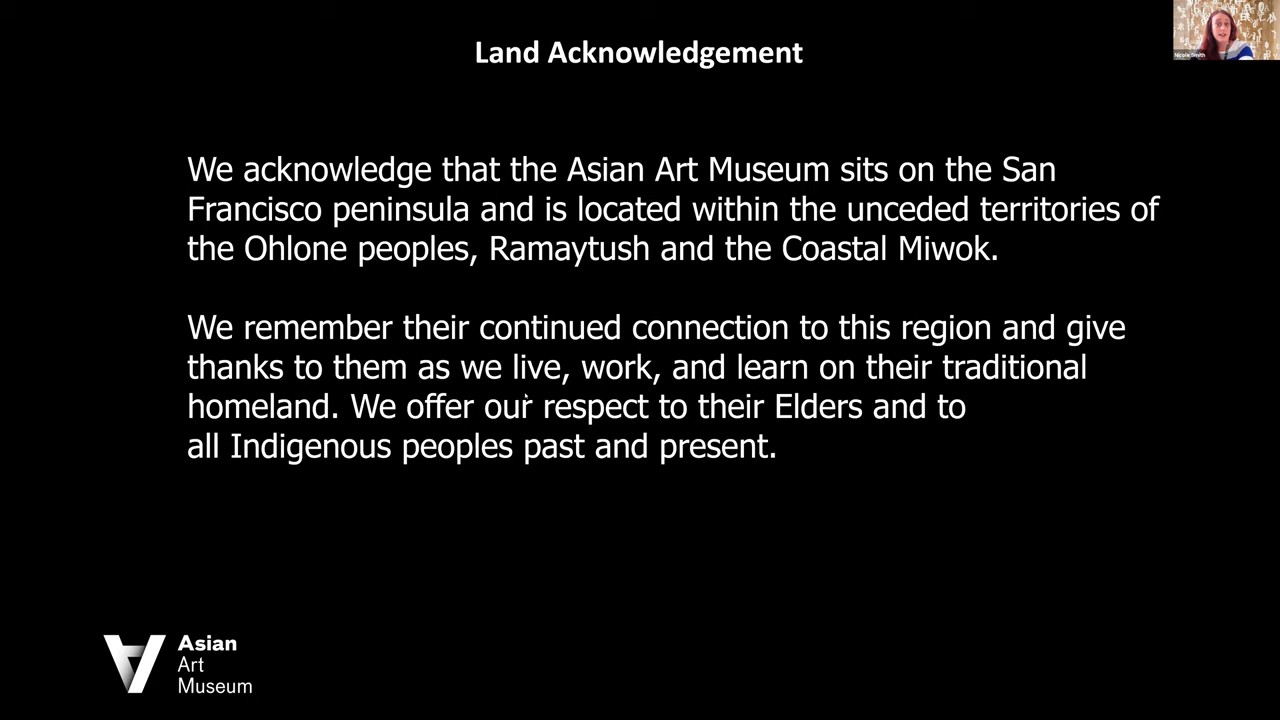 Land Acknowledgement
Nicole Smith
We acknowledge that the Asian Art Museum sits on the San
Francisco peninsula and is located within the unceded territories of
the Ohlone peoples, Ramaytush and the Coastal Miwok.
We remember their continued connection to this region and give
thanks to them as we live, work, and learn on their traditional
homeland. We offer our respect to their Elders and to
all Indigenous peoples past and present.
Asian
Art
Museum